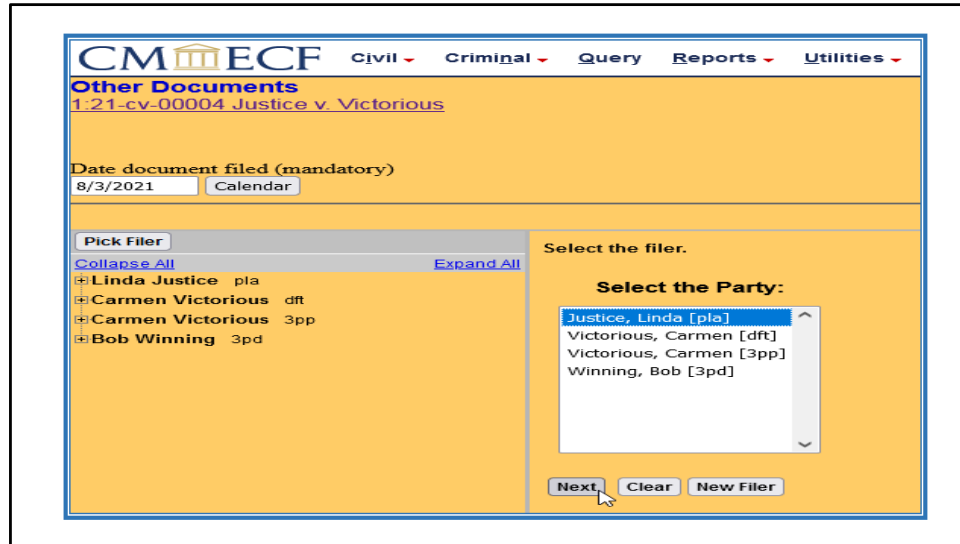 CM ECF Civil Criminal Query Reports Utilities
Other Documents
1:21-cv-00004 Justice v. Victorious
Date document filed (mandatory)
8/3/2021 Calendar
Pick Filer
Collapse All Expand All
Linda Justice pla
Carmen Victorious dft
Carmen Victorious 3pp
Bob Winning 3pd
Select the filer.
Select the Party:
Justice, Linda [pla]
Victorious, Carmen [dft]
Victorious, Carmen [3pp]
Winning, Bob [3pd]
Next Clear New Filer